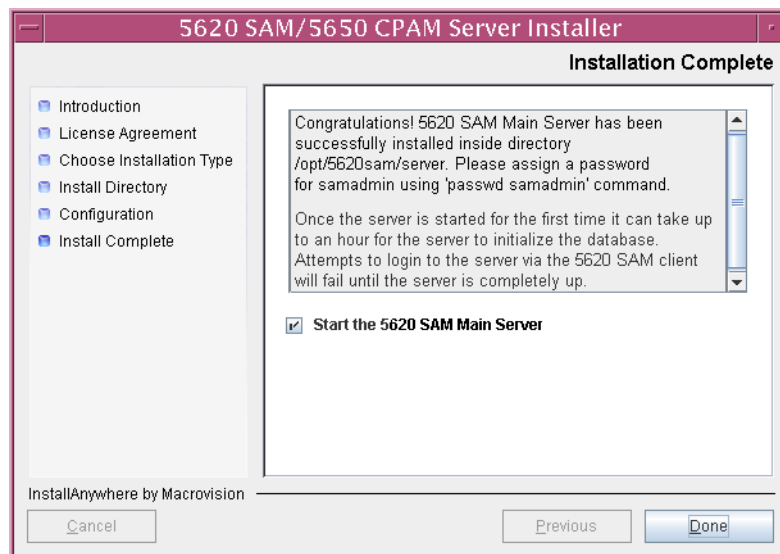 5620 SAM/5650 CPAM Server Installer
Installation Complete
Introduction
License Agreement
Choose Installation Type
Install Directory
Configuration
Install Complete
Congratulations! 5620 SAM Main Server has been
successfully installed inside directory
/opt/5620sam/server. Please assign a password
for samadmin using 'passwd samadmin' command.
Once the server is started for the first time it can take up
to an hour for the server to initialize the database.
Attempts to login to the server via the 5620 SAM client
will fail until the server is completely up.
Start the 5620 SAM Main Server
InstallAnywhere by Macrovision
Cancel
Previous
Done